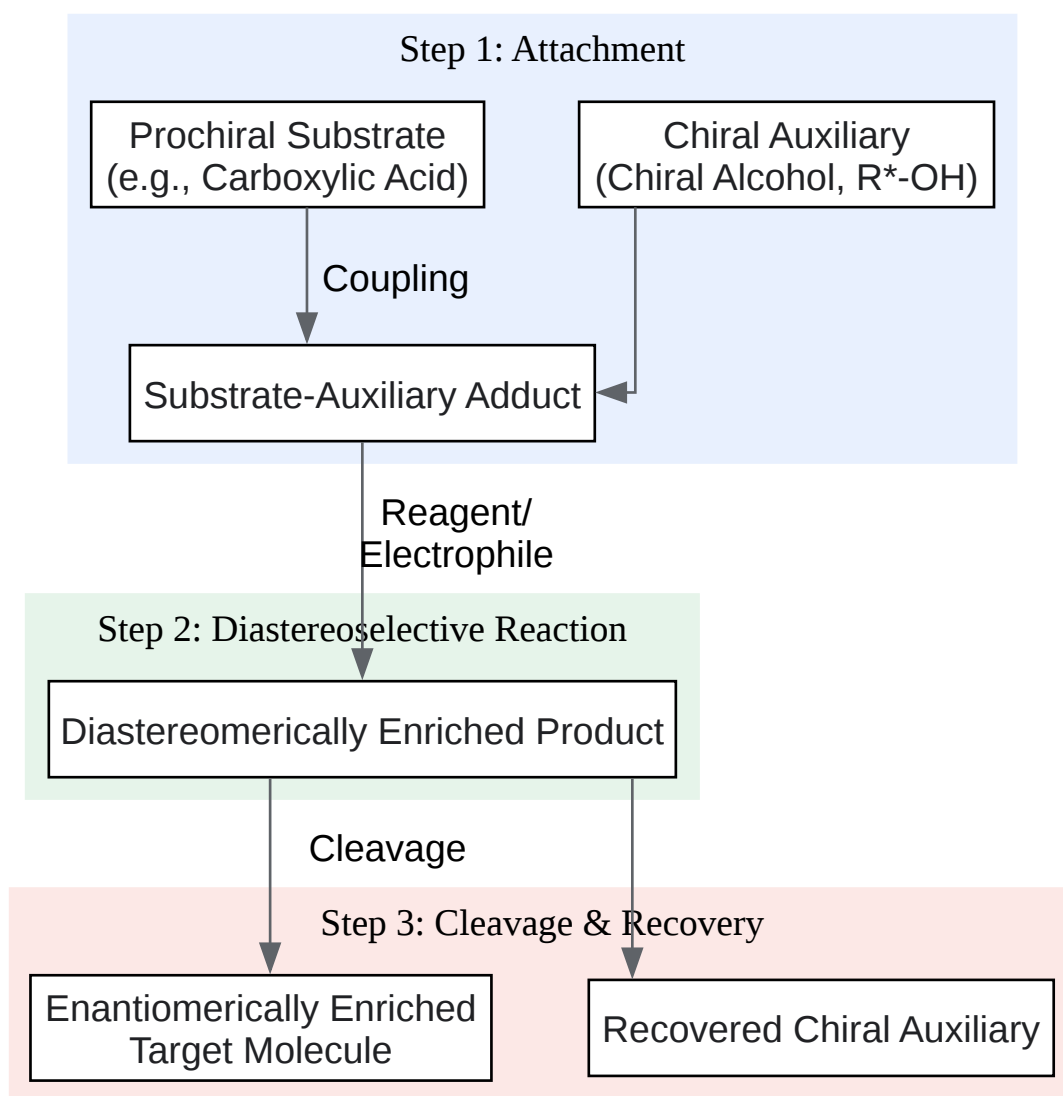 Step 1: Attachment
Prochiral Substrate
(e.g., Carboxylic Acid)
Chiral Auxiliary
(Chiral Alcohol, R*-OH)
Coupling
Substrate-Auxiliary Adduct
Reagent/
Electrophile
Step 2: Diastereoselective Reaction
Diastereomerically Enriched Product
Cleavage
Step 3: Cleavage & Recovery
Enantiomerically Enriched
Target Molecule
Recovered Chiral Auxiliary